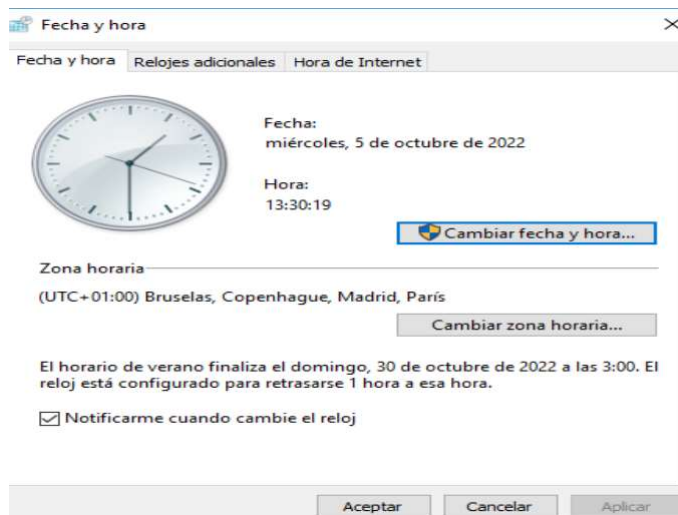 Fecha y hora
Fecha y hora
Relojes adicionales
Hora de Internet
Fecha:
miércoles, 5 de octubre de 2022
Hora:
13:30:19
Cambiar fecha y hora...
Zona horaria
(UTC+01:00) Bruselas, Copenhague, Madrid, París
Cambiar zona horaria...
El horario de verano finaliza el domingo, 30 de octubre de 2022 a las 3:00. El
reloj está configurado para retrasarse 1 hora a esa hora.
Notificarme cuando cambie el reloj
Aceptar
Cancelar
Aplicar